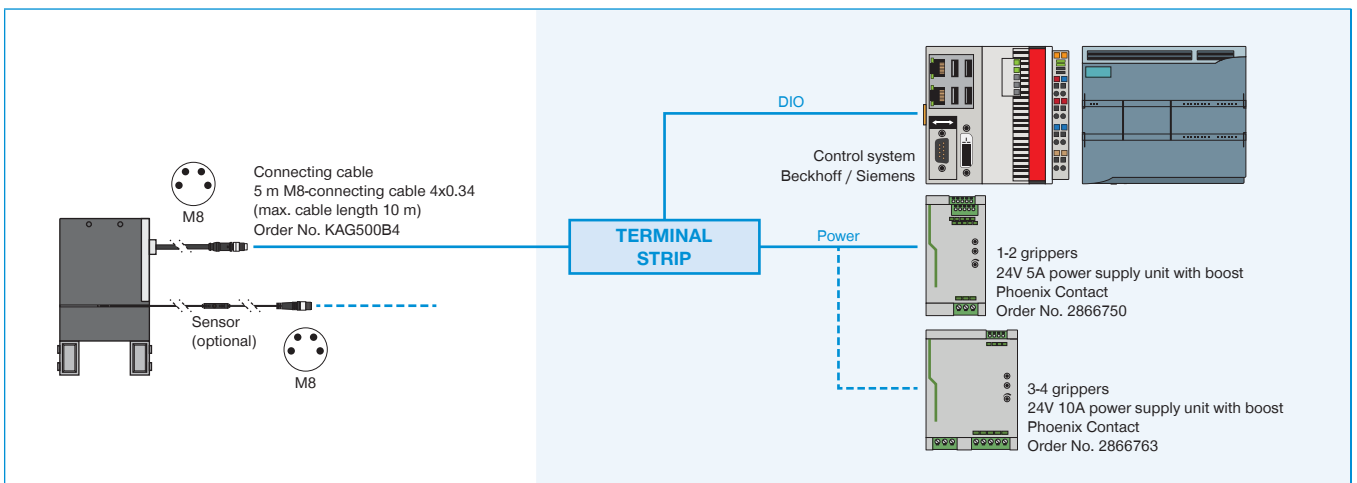 DIO
Control system
Beckhoff / Siemens
Connecting cable
5 m M8-connecting cable 4x0.34
(max. cable length 10 m)
Order No. KAG500B4
M8
TERMINAL
STRIP
Power
1-2 grippers
24V 5A power supply unit with boost
Phoenix Contact
Order No. 2866750
Sensor
(optional)
M8
3-4 grippers
24V 10A power supply unit with boost
Phoenix Contact
Order No. 2866763